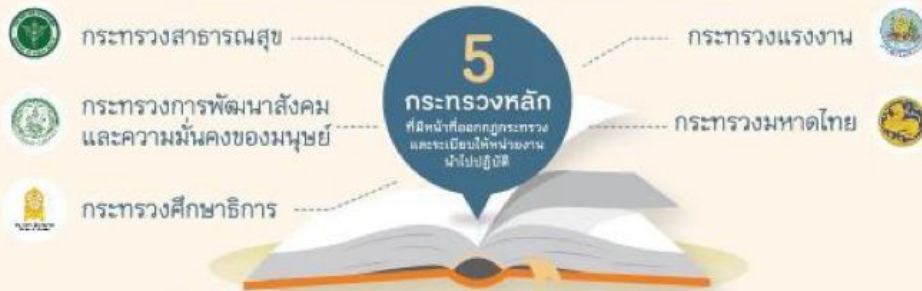 กระทรวงสาธารณสุข
กระทรวงการพัฒนาสังคม
และความมั่นคงของมนุษย์
กระทรวงศึกษาธิการ
5
กระทรวงหลัก
ที่มีหน้าที่ออกกฎกระทรวง
และระเบียบให้หน่วยงาน
นำไปปฏิบัติ
กระทรวงแรงงาน
กระทรวงมหาดไทย